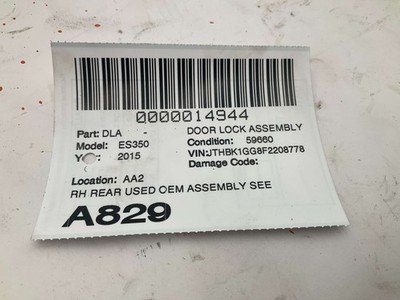 0000014944
Part: DLA - DOOR LOCK ASSEMBLY
Model: ES350 Condition: 59660
Year: 2015 VIN:JTHBK1GG8F2208778
Damage Code:
Location: AA2
RH REAR USED OEM ASSEMBLY SEE
A829